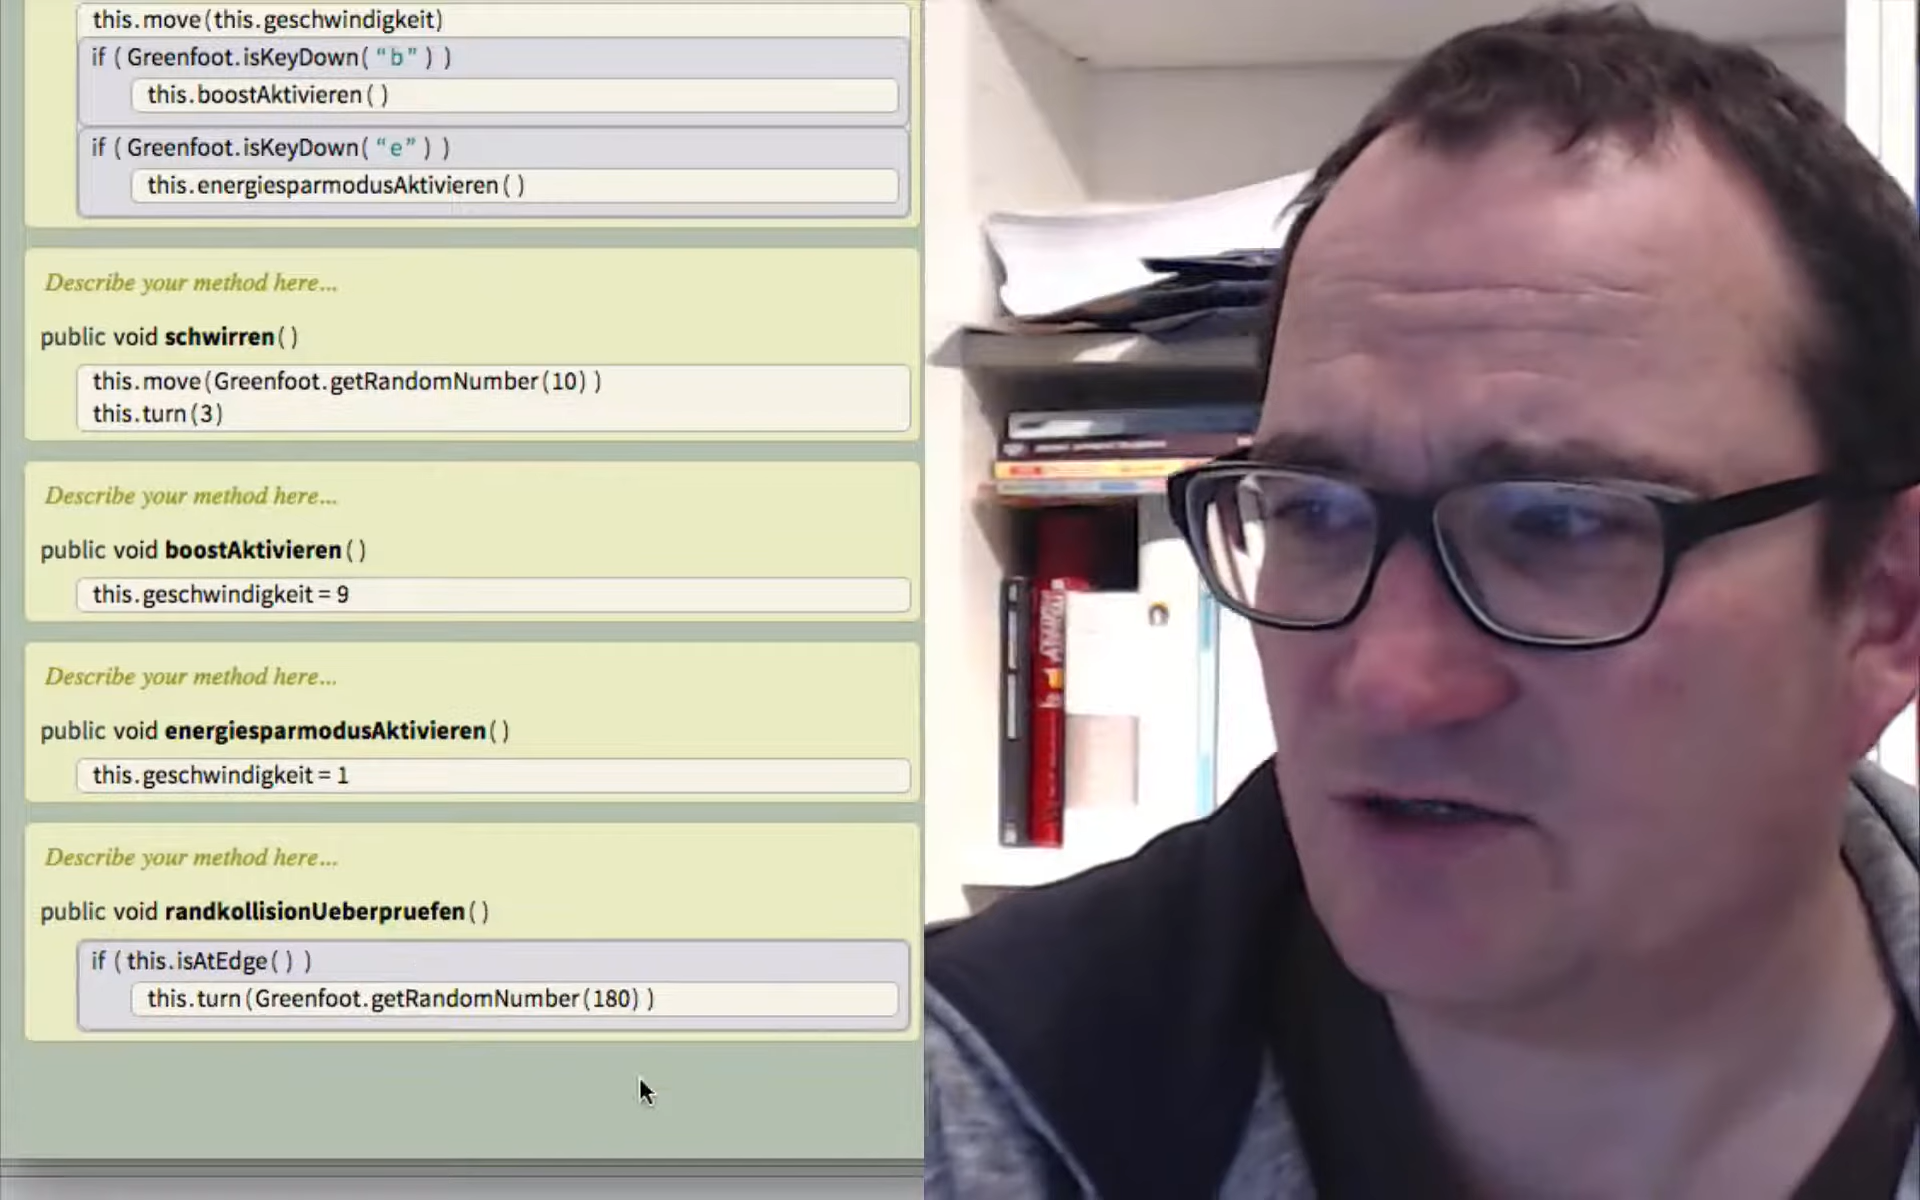 this.move(this.geschwindigkeit)
if ( Greenfoot.isKeyDown( “b” ) )
this.boostAktivieren()
if ( Greenfoot.isKeyDown( “e” ) )
this.energiesparmodusAktivieren()
Describe your method here...
public void schwirren()
this.move(Greenfoot.getRandomNumber(10) )
this.turn(3)
Describe your method here...
public void boostAktivieren()
this.geschwindigkeit = 9
Describe your method here...
public void energiesparmodusAktivieren()
this.geschwindigkeit = 1
Describe your method here...
public void randkollisionUeberpruefen()
if ( this.isAtEdge() )
this.turn(Greenfoot.getRandomNumber(180) )